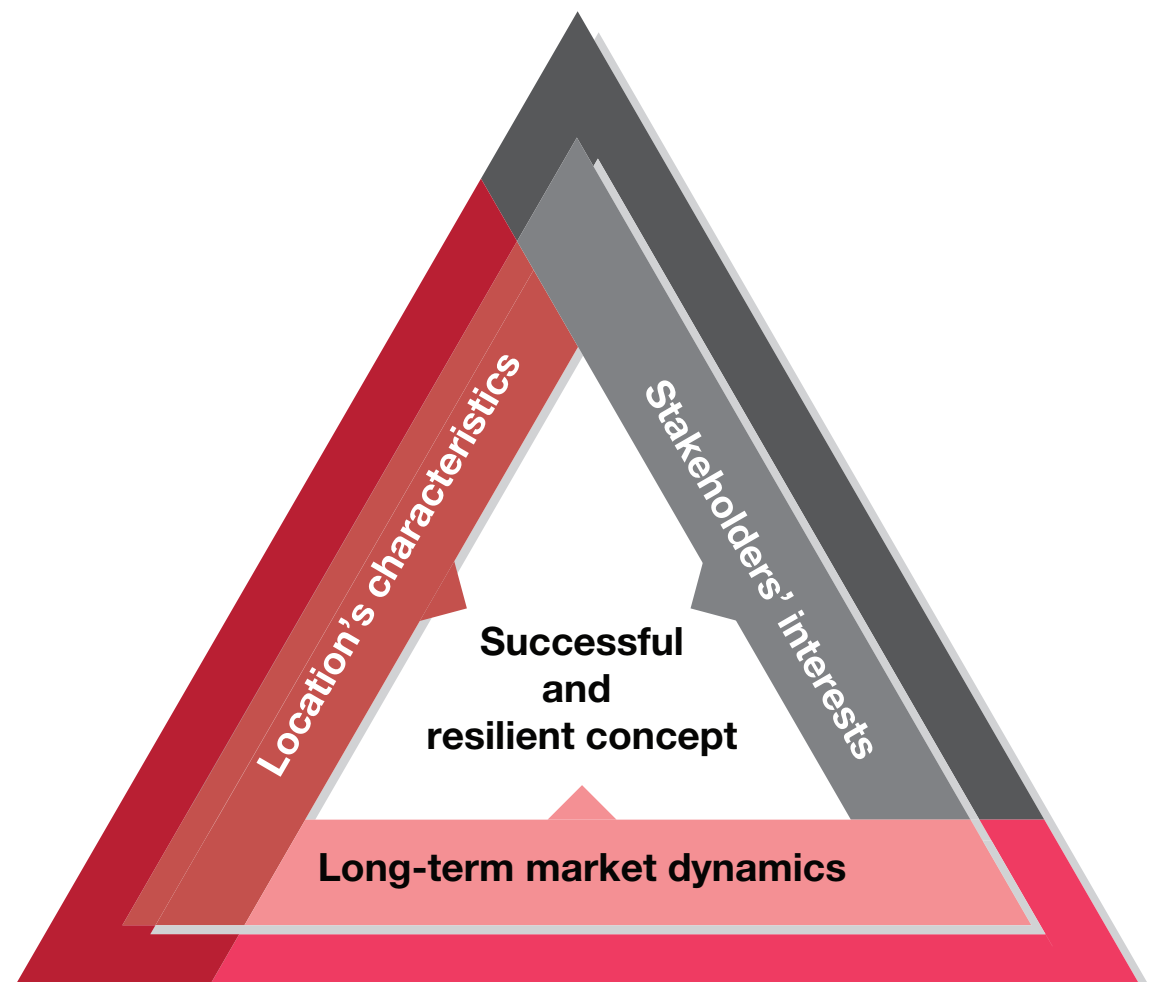 Location’s characteristics
Stakeholders’ interests
Successful
and
resilient concept
Long-term market dynamics